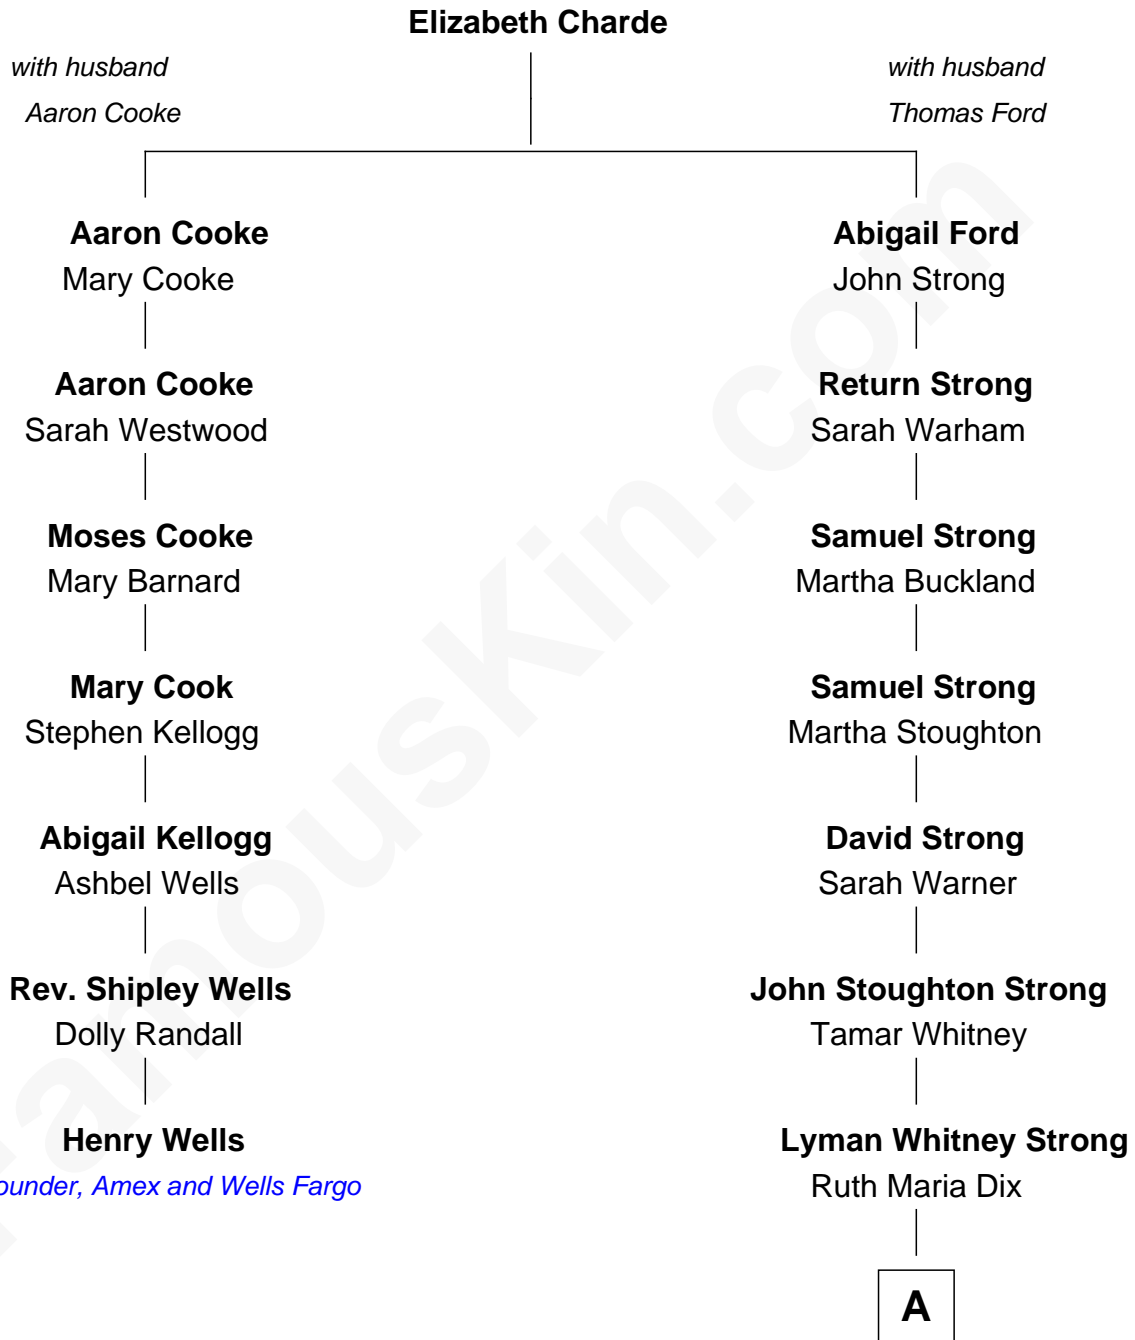 Elizabeth Charde
with husband
Aaron Cooke
with husband
Thomas Ford
Aaron Cooke
Mary Cooke
Abigail Ford
John Strong
Aaron Cooke
Sarah Westwood
Return Strong
Sarah Warham
Moses Cooke
Mary Barnard
Samuel Strong
Martha Buckland
Mary Cook
Stephen Kellogg
Samuel Strong
Martha Stoughton
Abigail Kellogg
Ashbel Wells
David Strong
Sarah Warner
Rev. Shipley Wells
Dolly Randall
John Stoughton Strong
Tamar Whitney
Henry Wells
ounder, Amex and Wells Fargo
Lyman Whitney Strong
Ruth Maria Dix
A
FamousKin.com